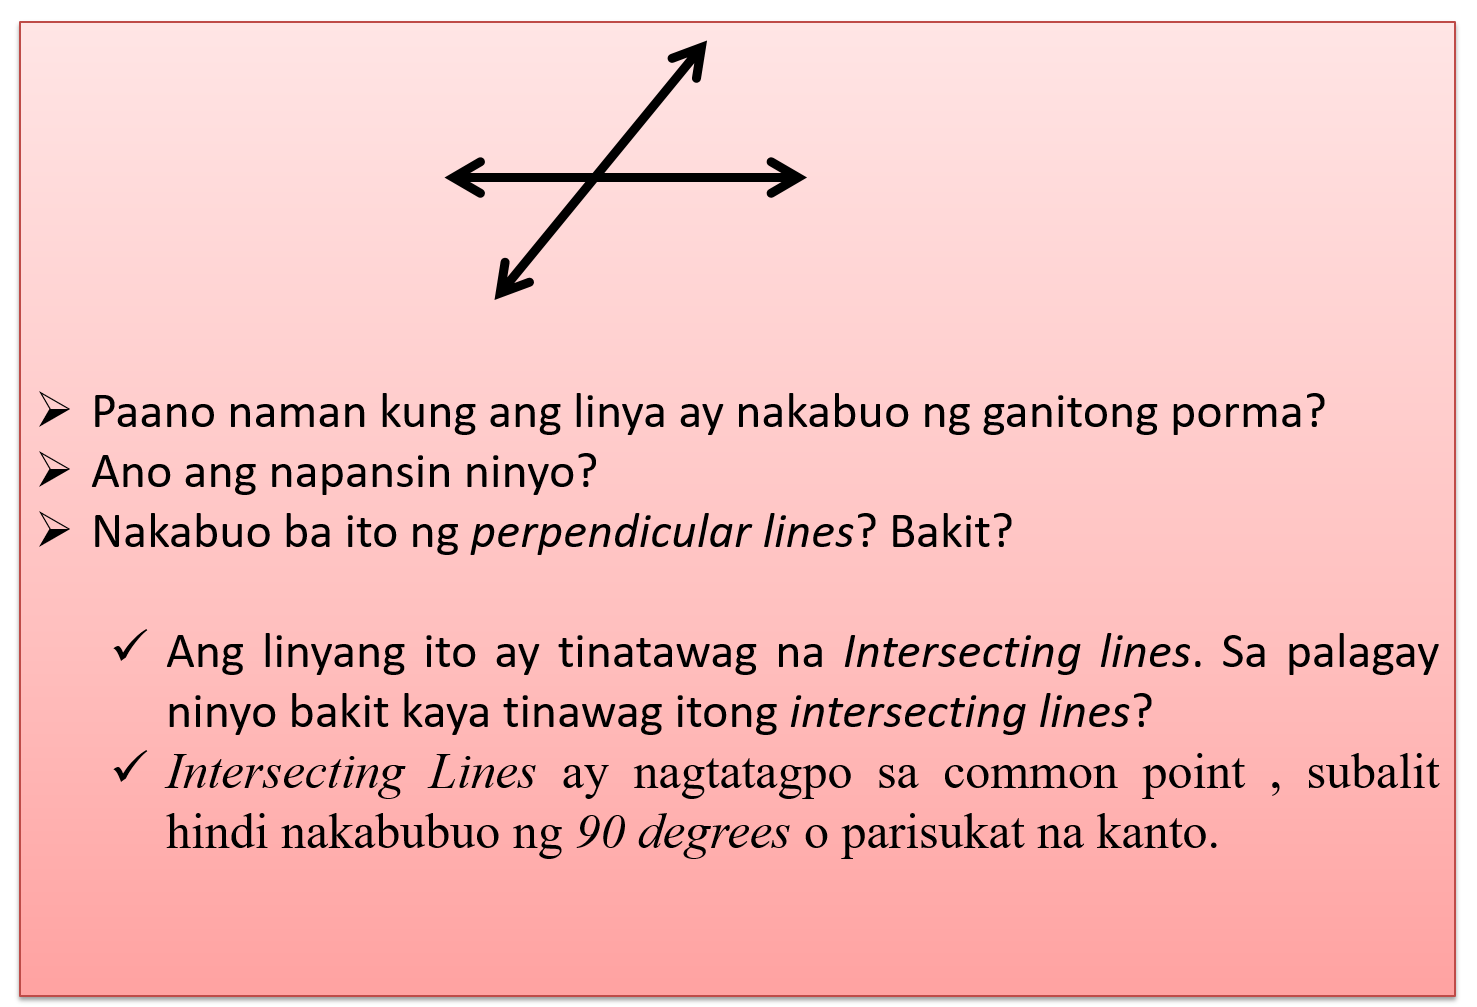 Paano naman kung ang linya ay nakabuo ng ganitong porma?
Ano ang napansin ninyo?
Nakabuo ba ito ng perpendicular lines? Bakit?
Ang linyang ito ay tinatawag na Intersecting lines. Sa palagay
ninyo bakit kaya tinawag itong intersecting lines?
Intersecting Lines ay nagtatagpo sa common point , subalit
hindi nakabubuo ng 90 degrees o parisukat na kanto.